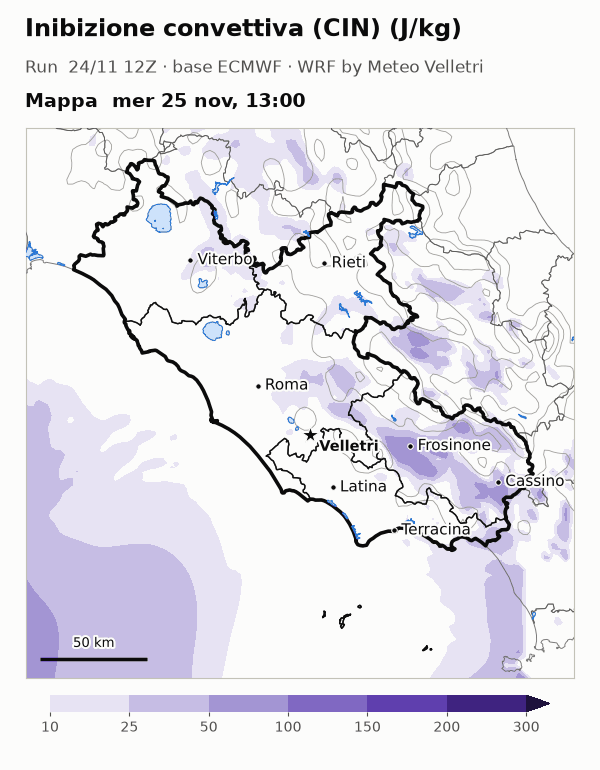 Inibizione convettiva (CIN) (J/kg)
Run  24/11 12Z · base ECMWF · WRF by Meteo Velletri
Mappa  mer 25 nov, 13:00
Viterbo
Rieti
Roma
Velletri
Frosinone
Cassino
Latina
Terracina
50 km
10 25 50 100 150 200 300